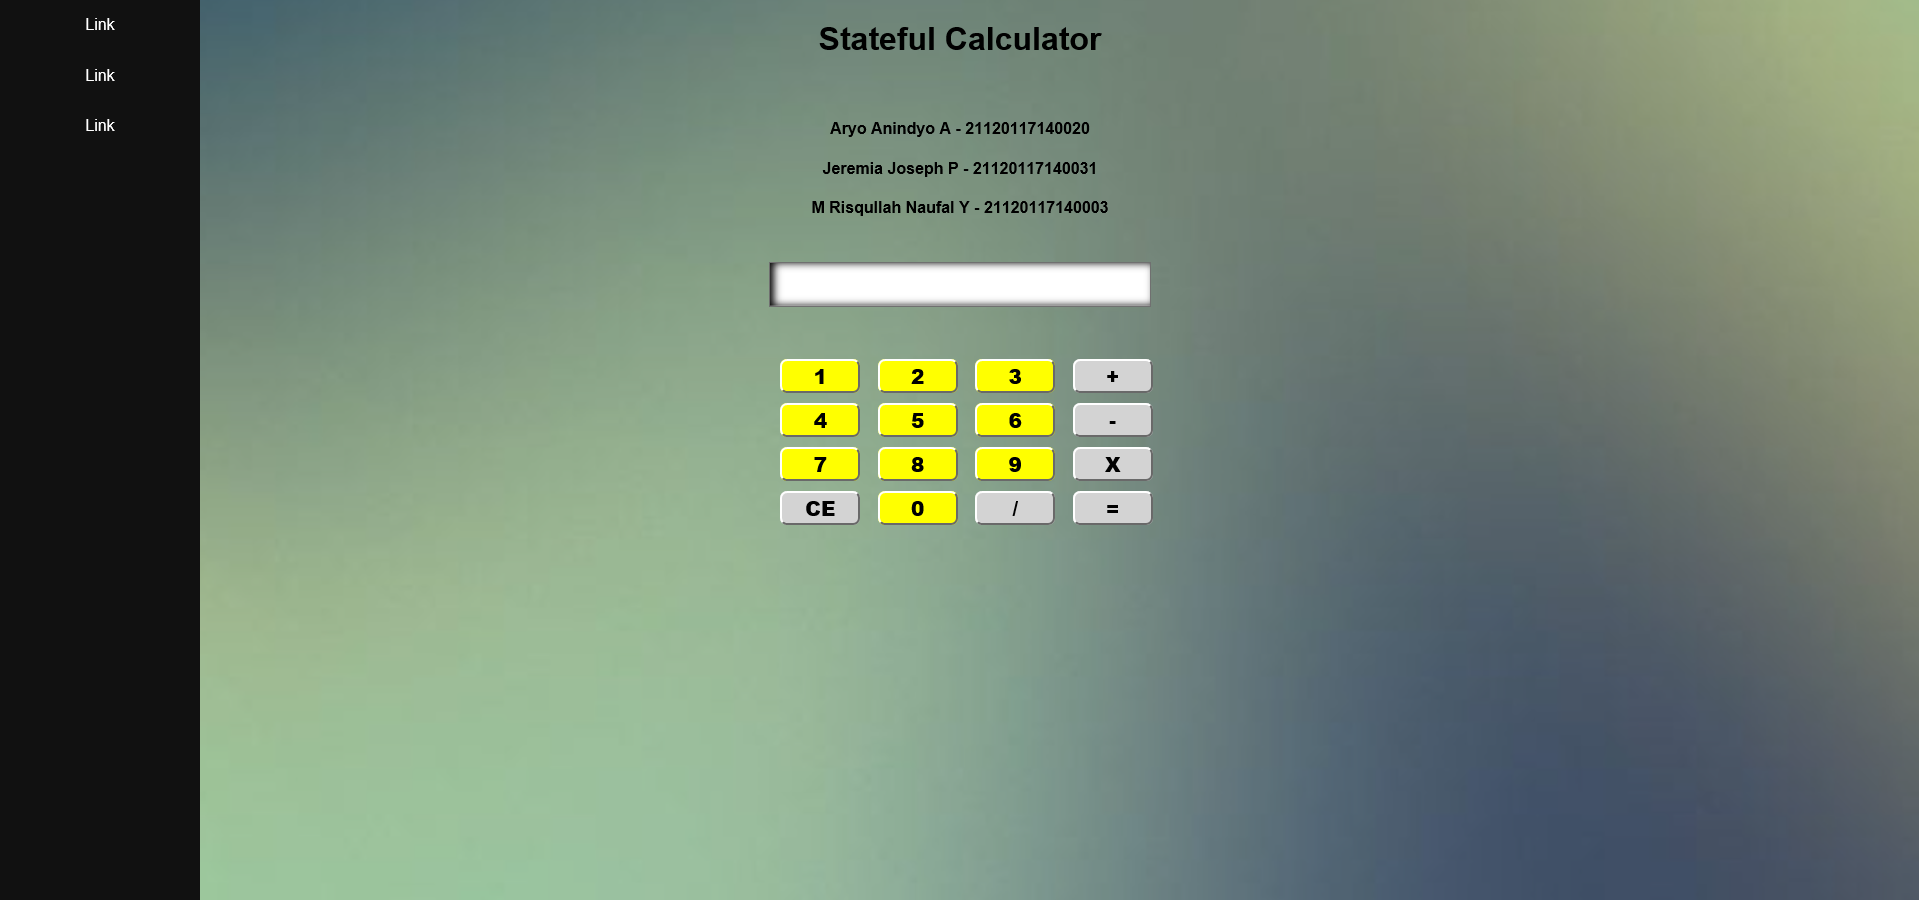 Link
Link
Link
Stateful Calculator
Aryo Anindyo A - 21120117140020
Jeremia Joseph P - 21120117140031
M Risqullah Naufal Y - 21120117140003
1 2 3 +
4 5 6 -
7 8 9 X
CE 0 / =